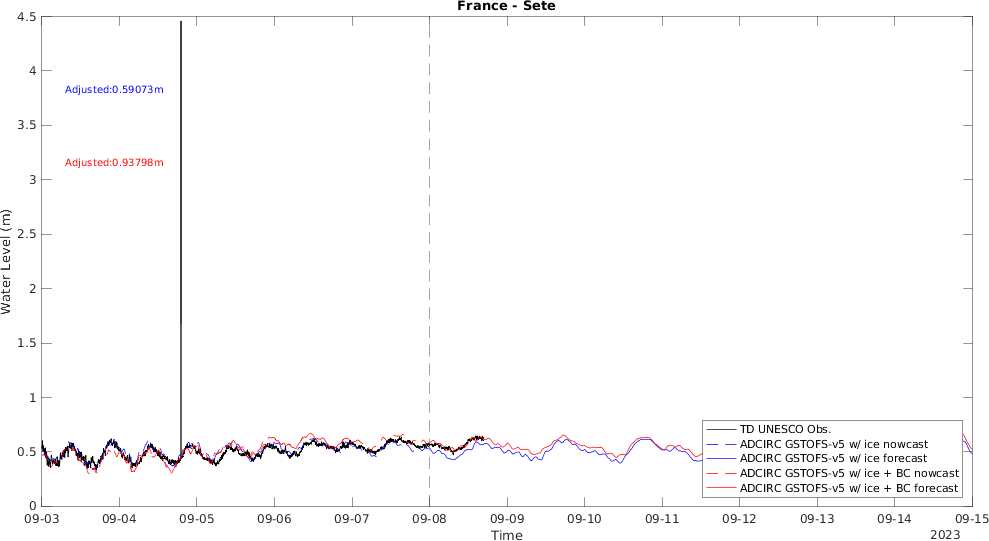 France - Sete
4.5
4
3.5
3
2.5
2
1.5
1
0.5
0
Water Level (m)
Adjusted:0.59073m
Adjusted:0.93798m
TD UNESCO Obs.
ADCIRC GSTOFS-v5 w/ ice nowcast
ADCIRC GSTOFS-v5 w/ ice forecast
ADCIRC GSTOFS-v5 w/ ice + BC nowcast
ADCIRC GSTOFS-v5 w/ ice + BC forecast
09-03 09-04 09-05 09-06 09-07 09-08 09-09 09-10 09-11 09-12 09-13 09-14 09-15
Time
2023